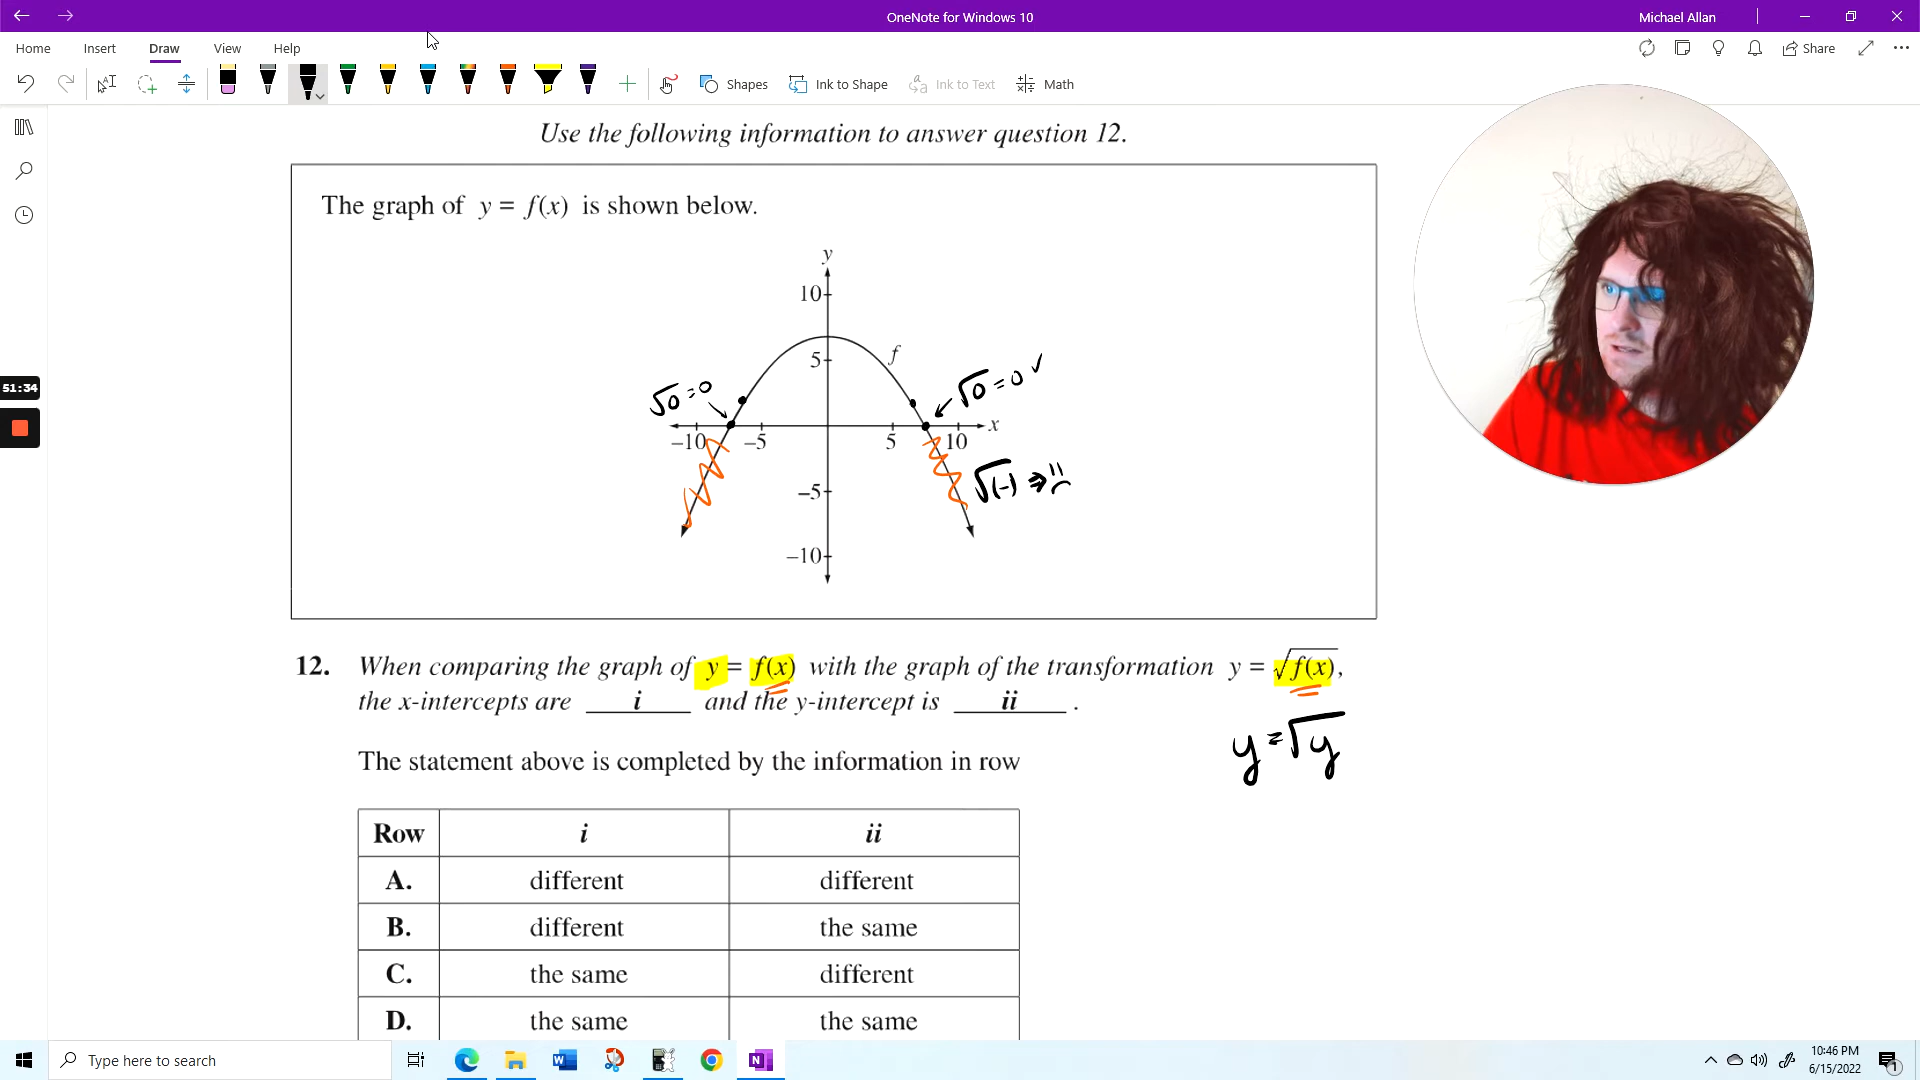 OneNote for Windows 10
Michael Allan
Home Insert Draw View Help
Share
Shapes Ink to Shape Ink to Text Math
Use the following information to answer question 12.
The graph of y = f(x) is shown below.
y
10
5
f
√0 = 0
√0 = 0 ✓
x
–10 –5 5 10
–5
√(-) ⇒
–10
51:34
12. When comparing the graph of y = f(x) with the graph of the transformation y = √f(x),
the x-intercepts are i and the y-intercept is ii .
y = √y
The statement above is completed by the information in row
Row i ii
A. different different
B. different the same
C. the same different
D. the same the same
Type here to search
10:46 PM
6/15/2022
1